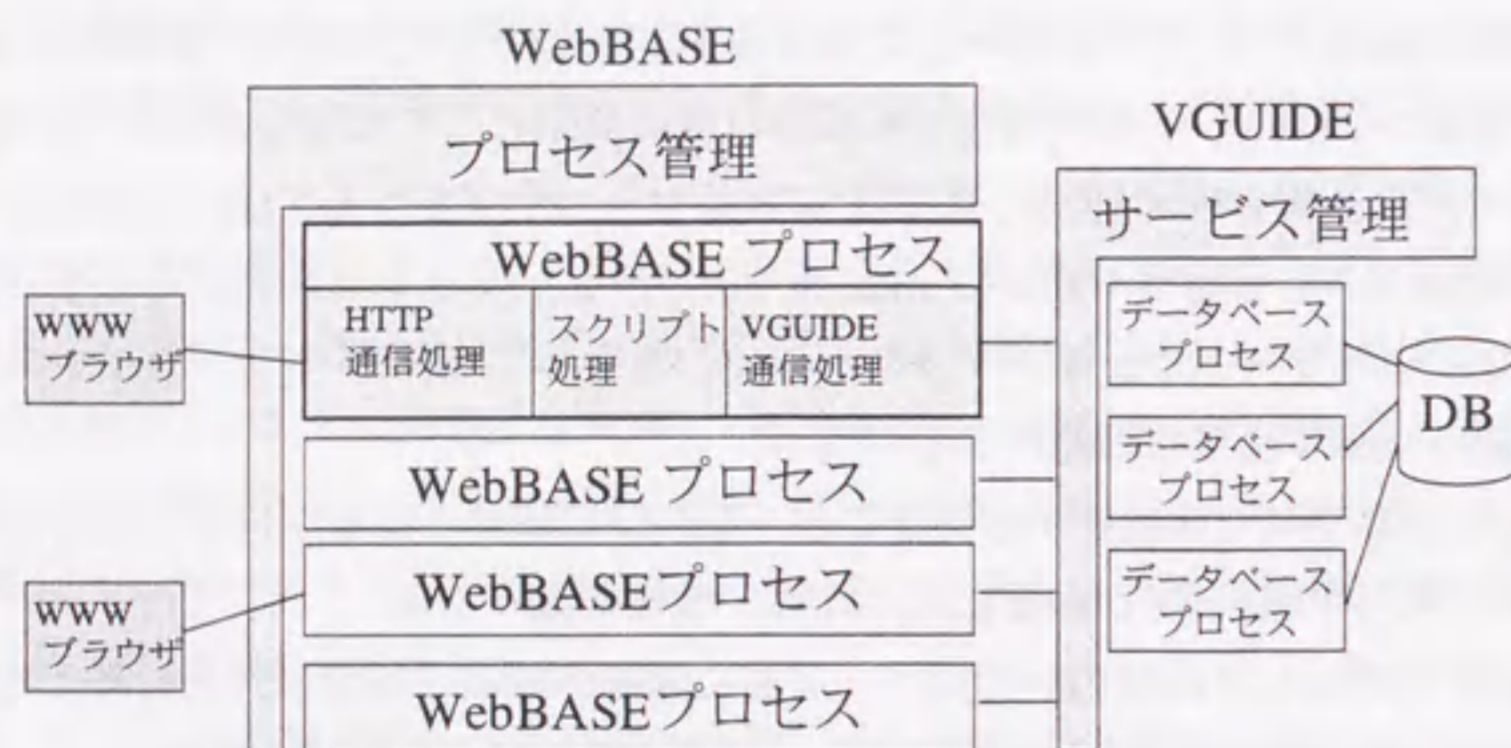 WebBASE
プロセス管理
VGUIDE
サービス管理
WebBASE プロセス
HTTP
通信処理
スクリプト
処理
VGUIDE
通信処理
WWW
ブラウザ
データベース
プロセス
DB
WebBASE プロセス
データベース
プロセス
WebBASEプロセス
データベース
プロセス
WWW
ブラウザ
WebBASEプロセス